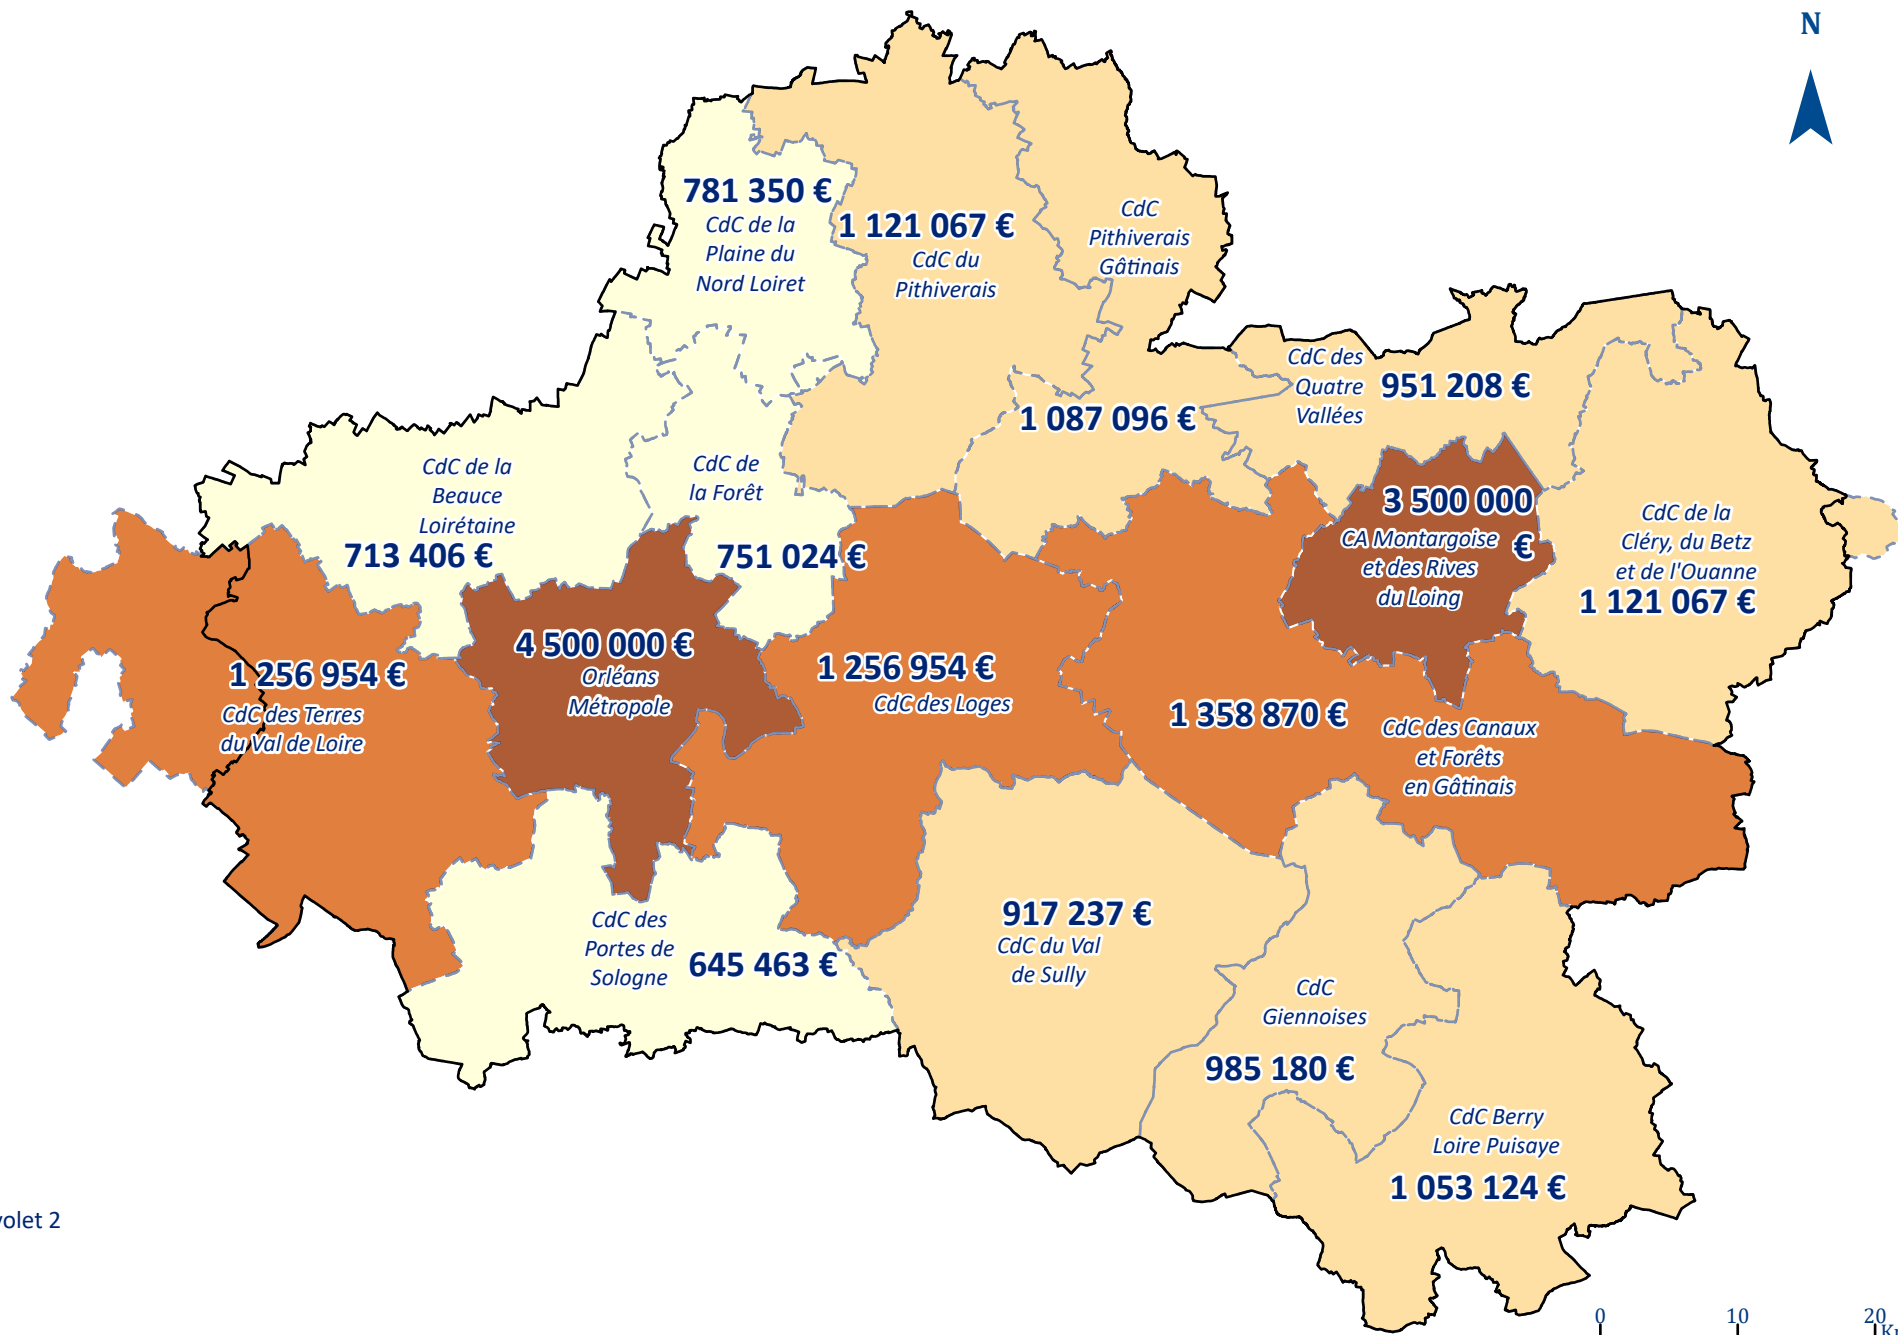 N
781 350 €
CdC de la
Plaine du
Nord Loiret
1 121 067 €
CdC du
Pithiverais
CdC
Pithiverais
Gâtinais
1 087 096 €
CdC des
Quatre
Vallées
951 208 €
CdC de la
Beauce
Loirétaine
713 406 €
CdC de
la Forêt
751 024 €
3 500 000
€
CA Montargoise
et des Rives
du Loing
CdC de la
Cléry, du Betz
et de l'Ouanne
1 121 067 €
1 256 954 €
CdC des Terres
du Val de Loire
4 500 000 €
Orléans
Métropole
1 256 954 €
CdC des Loges
1 358 870 €
CdC des Canaux
et Forêts
en Gâtinais
CdC des
Portes de
Sologne
645 463 €
917 237 €
CdC du Val
de Sully
CdC
Giennoises
985 180 €
CdC Berry
Loire Puisaye
1 053 124 €
volet 2
0 10 20